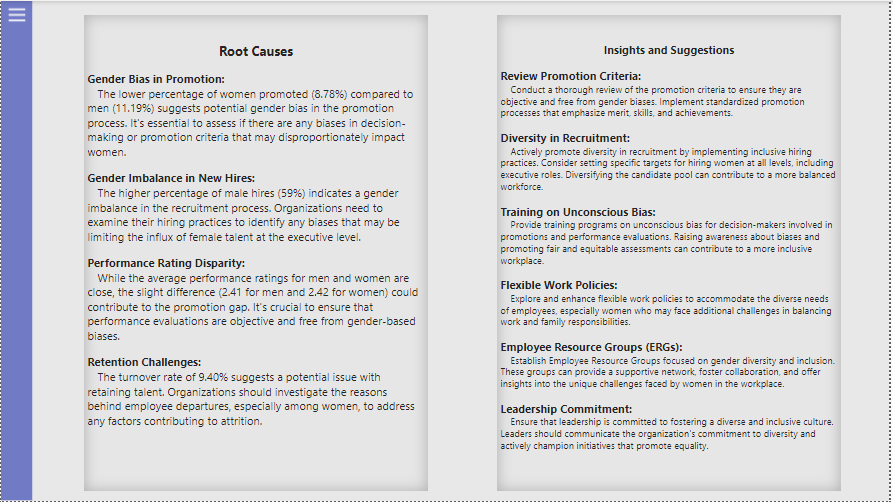 Root Causes
Gender Bias in Promotion:
The lower percentage of women promoted (8.78%) compared to
men (11.19%) suggests potential gender bias in the promotion
process. It's essential to assess if there are any biases in decision-
making or promotion criteria that may disproportionately impact
women.
Gender Imbalance in New Hires:
The higher percentage of male hires (59%) indicates a gender
imbalance in the recruitment process. Organizations need to
examine their hiring practices to identify any biases that may be
limiting the influx of female talent at the executive level.
Performance Rating Disparity:
While the average performance ratings for men and women are
close, the slight difference (2.41 for men and 2.42 for women) could
contribute to the promotion gap. It's crucial to ensure that
performance evaluations are objective and free from gender-based
biases.
Retention Challenges:
The turnover rate of 9.40% suggests a potential issue with
retaining talent. Organizations should investigate the reasons
behind employee departures, especially among women, to address
any factors contributing to attrition.
Insights and Suggestions
Review Promotion Criteria:
Conduct a thorough review of the promotion criteria to ensure they are
objective and free from gender biases. Implement standardized promotion
processes that emphasize merit, skills, and achievements.
Diversity in Recruitment:
Actively promote diversity in recruitment by implementing inclusive hiring
practices. Consider setting specific targets for hiring women at all levels, including
executive roles. Diversifying the candidate pool can contribute to a more balanced
workforce.
Training on Unconscious Bias:
Provide training programs on unconscious bias for decision-makers involved in
promotions and performance evaluations. Raising awareness about biases and
promoting fair and equitable assessments can contribute to a more inclusive
workplace.
Flexible Work Policies:
Explore and enhance flexible work policies to accommodate the diverse needs
of employees, especially women who may face additional challenges in balancing
work and family responsibilities.
Employee Resource Groups (ERGs):
Establish Employee Resource Groups focused on gender diversity and inclusion.
These groups can provide a supportive network, foster collaboration, and offer
insights into the unique challenges faced by women in the workplace.
Leadership Commitment:
Ensure that leadership is committed to fostering a diverse and inclusive culture.
Leaders should communicate the organization's commitment to diversity and
actively champion initiatives that promote equality.